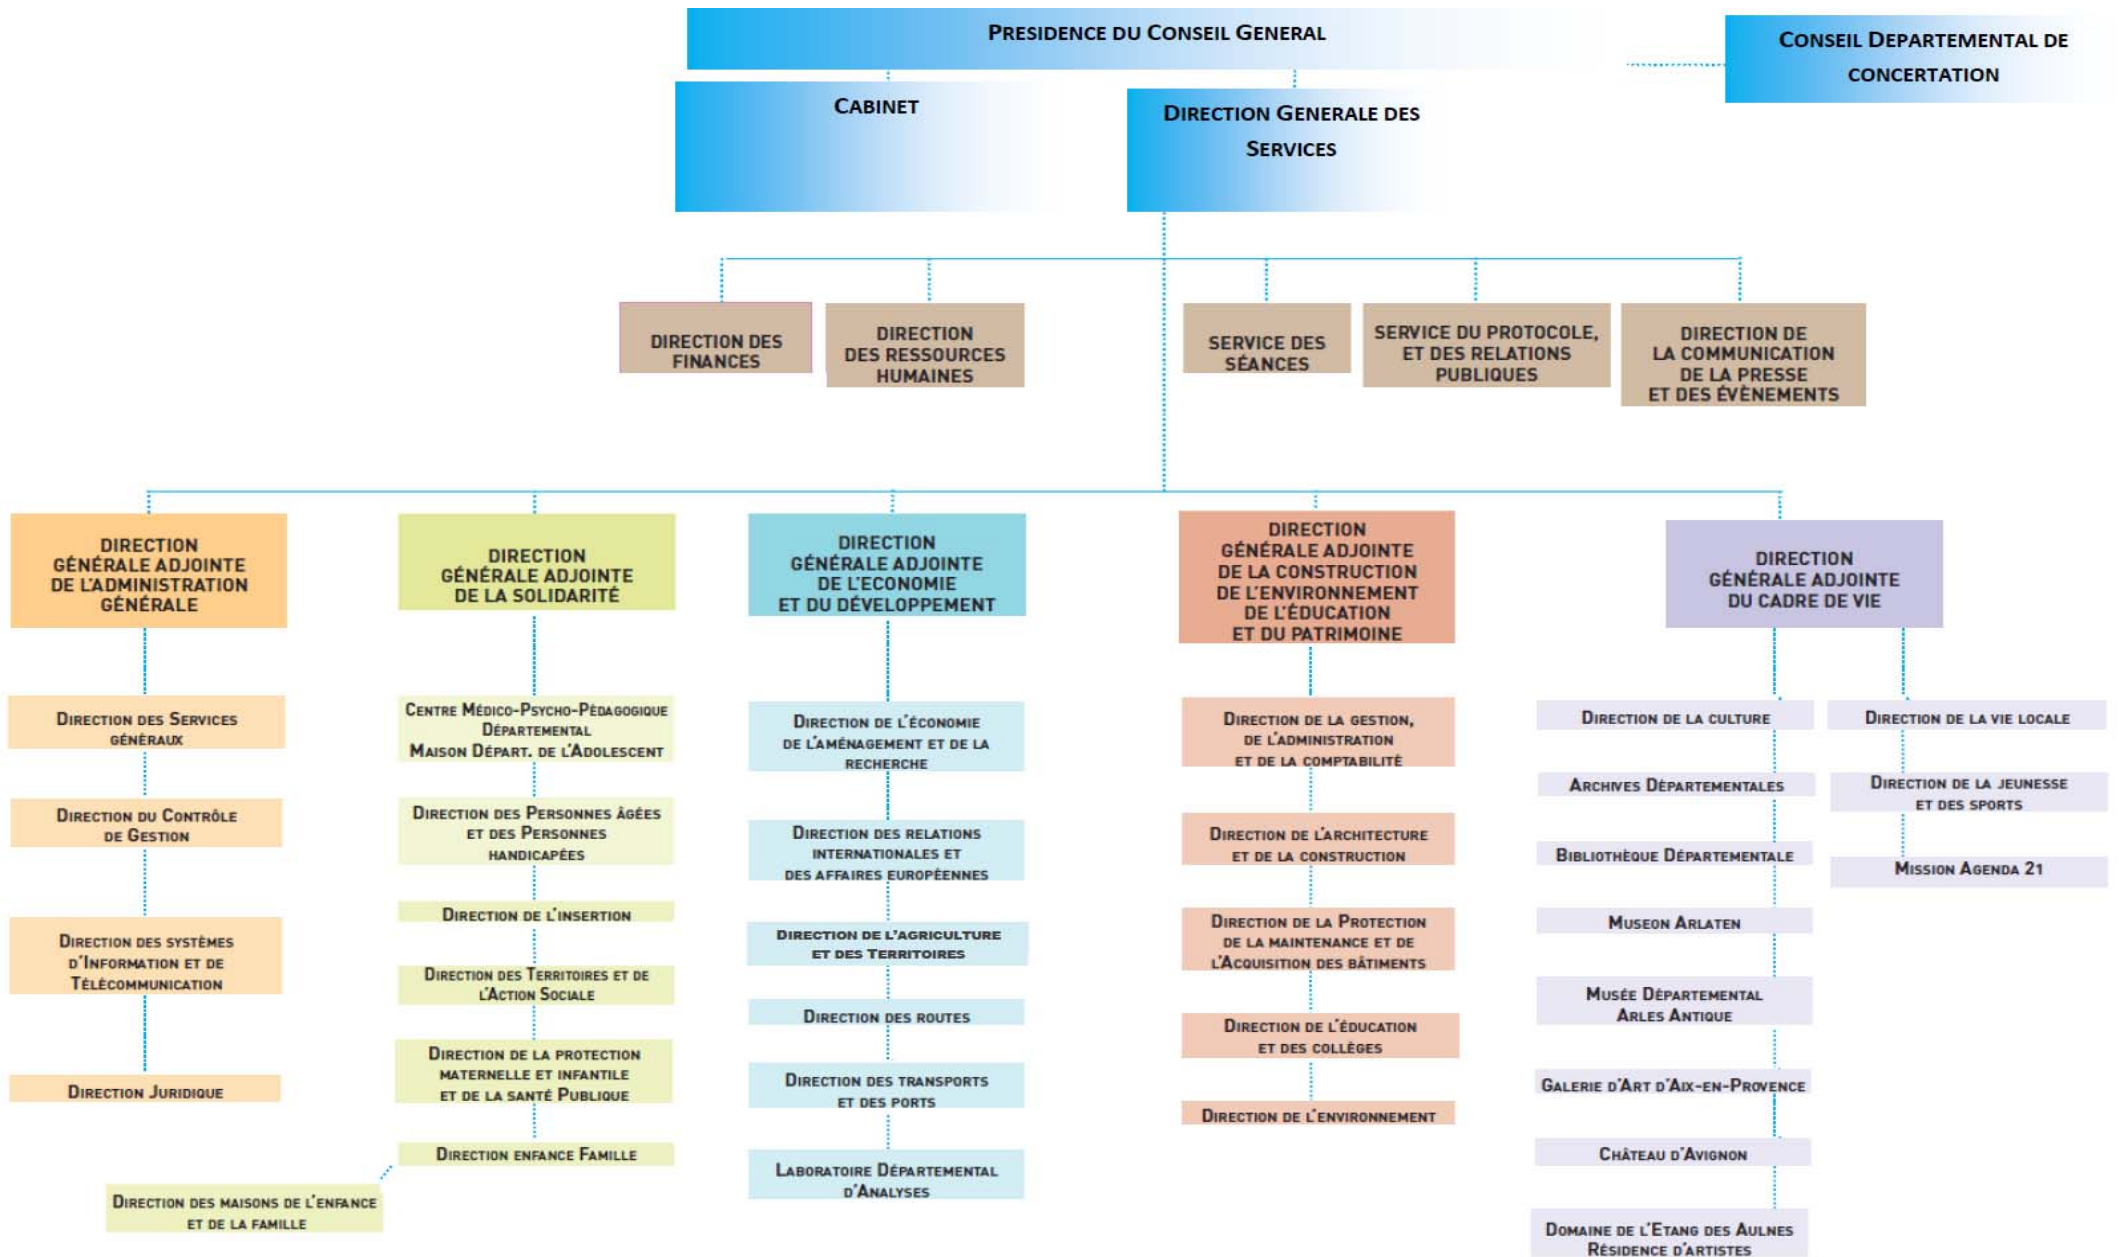 PRESIDENCE DU CONSEIL GENERAL
CONSEIL DEPARTEMENTAL DE
CONCERTATION
CABINET
DIRECTION GENERALE DES
SERVICES
DIRECTION DES
FINANCES
DIRECTION
DES RESSOURCES
HUMAINES
SERVICE DES
SÉANCES
SERVICE DU PROTOCOLE,
ET DES RELATIONS
PUBLIQUES
DIRECTION DE
LA COMMUNICATION
DE LA PRESSE
ET DES ÉVÈNEMENTS
DIRECTION
GÉNÉRALE ADJOINTE
DE L'ADMINISTRATION
GÉNÉRALE
DIRECTION DES SERVICES
GÉNÉRAUX
DIRECTION DU CONTRÔLE
DE GESTION
DIRECTION DES SYSTÈMES
D'INFORMATION ET DE
TÉLÉCOMMUNICATION
DIRECTION JURIDIQUE
DIRECTION
GÉNÉRALE ADJOINTE
DE LA SOLIDARITÉ
CENTRE MÉDICO-PSYCHO-PÉDAGOGIQUE
DÉPARTEMENTAL
MAISON DÉPART. DE L'ADOLESCENT
DIRECTION DES PERSONNES ÂGÉES
ET DES PERSONNES
HANDICAPÉES
DIRECTION DE L'INSERTION
DIRECTION DES TERRITOIRES ET DE
L'ACTION SOCIALE
DIRECTION DE LA PROTECTION
MATERNELLE ET INFANTILE
ET DE LA SANTÉ PUBLIQUE
DIRECTION ENFANCE FAMILLE
DIRECTION DES MAISONS DE L'ENFANCE
ET DE LA FAMILLE
DIRECTION
GÉNÉRALE ADJOINTE
DE L'ECONOMIE
ET DU DÉVELOPPEMENT
DIRECTION DE L'ÉCONOMIE
DE L'AMÉNAGEMENT ET DE LA
RECHERCHE
DIRECTION DES RELATIONS
INTERNATIONALES ET
DES AFFAIRES EUROPÉENNES
DIRECTION DE L'AGRICULTURE
ET DES TERRITOIRES
DIRECTION DES ROUTES
DIRECTION DES TRANSPORTS
ET DES PORTS
LABORATOIRE DÉPARTEMENTAL
D'ANALYSES
DIRECTION
GÉNÉRALE ADJOINTE
DE LA CONSTRUCTION
DE L'ENVIRONNEMENT
DE L'ÉDUCATION
ET DU PATRIMOINE
DIRECTION DE LA GESTION,
DE L'ADMINISTRATION
ET DE LA COMPTABILITÉ
DIRECTION DE L'ARCHITECTURE
ET DE LA CONSTRUCTION
DIRECTION DE LA PROTECTION
DE LA MAINTENANCE ET DE
L'ACQUISITION DES BÂTIMENTS
DIRECTION DE L'ÉDUCATION
ET DES COLLÈGES
DIRECTION DE L'ENVIRONNEMENT
DIRECTION
GÉNÉRALE ADJOINTE
DU CADRE DE VIE
DIRECTION DE LA CULTURE
ARCHIVES DÉPARTEMENTALES
BIBLIOTHÈQUE DÉPARTEMENTALE
MUSEON ARLATEN
MUSÉE DÉPARTEMENTAL
ARLES ANTIQUE
GALERIE D'ART D'AIX-EN-PROVENCE
CHÂTEAU D'AVIGNON
DOMAINE DE L'ETANG DES AULNES
RÉSIDENCE D'ARTISTES
DIRECTION DE LA VIE LOCALE
DIRECTION DE LA JEUNESSE
ET DES SPORTS
MISSION AGENDA 21